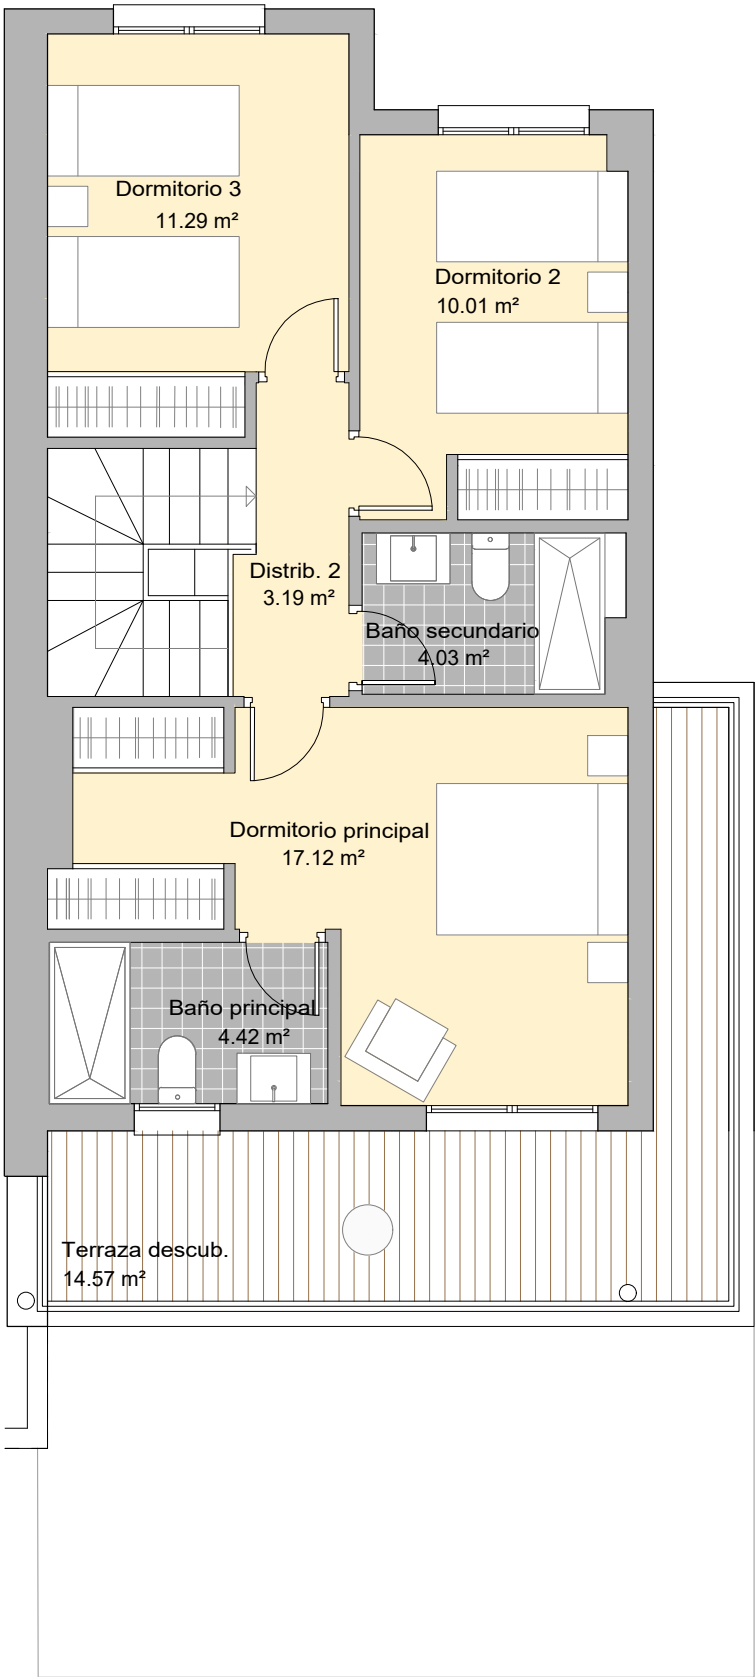 Dormitorio 3
11.29 m²
Dormitorio 2
10.01 m²
Distrib. 2
3.19 m²
Baño secundario
4.03 m²
Dormitorio principal
17.12 m²
Baño principal
4.42 m²
Terraza descub.
14.57 m²